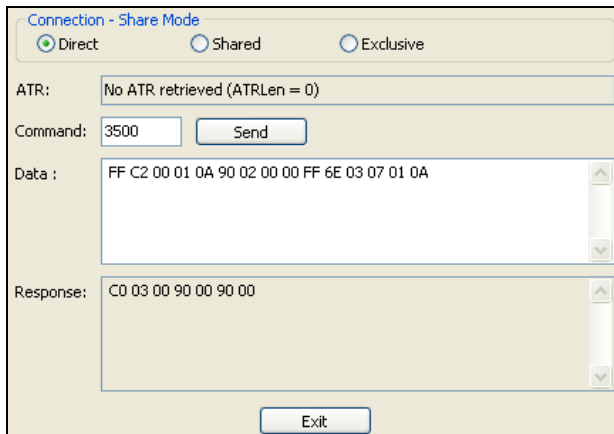 Connection - Share Mode
Direct Shared Exclusive
ATR: No ATR retrieved (ATRLen = 0)
Command: 3500 Send
Data : FF C2 00 01 0A 90 02 00 00 FF 6E 03 07 01 0A
Response: C0 03 00 90 00 90 00
Exit